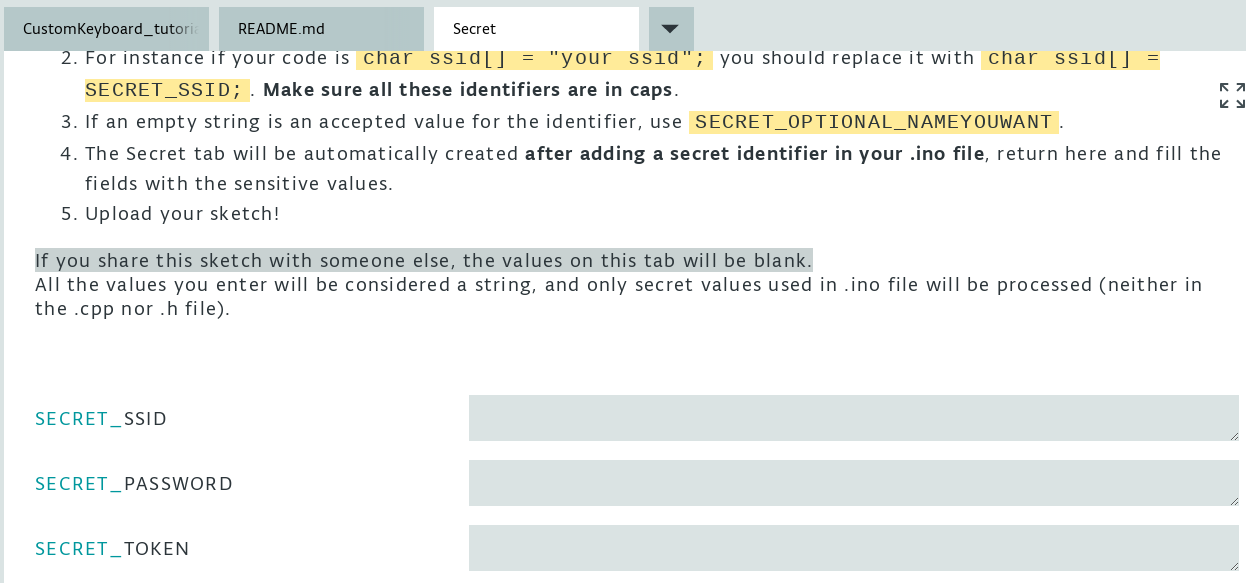 CustomKeyboard_tutoria README.md Secret
2. For instance if your code is char ssid[] = "your ssid"; you should replace it with char ssid[] =
SECRET_SSID; . Make sure all these identifiers are in caps.
3. If an empty string is an accepted value for the identifier, use SECRET_OPTIONAL_NAMEYOUWANT .
4. The Secret tab will be automatically created after adding a secret identifier in your .ino file, return here and fill the
fields with the sensitive values.
5. Upload your sketch!
If you share this sketch with someone else, the values on this tab will be blank.
All the values you enter will be considered a string, and only secret values used in .ino file will be processed (neither in
the .cpp nor .h file).
SECRET_SSID
SECRET_PASSWORD
SECRET_TOKEN